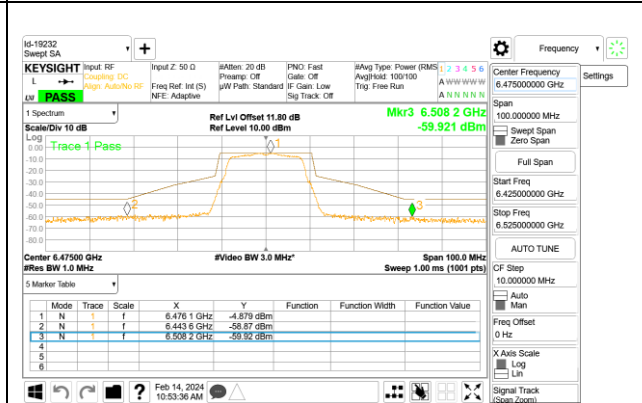 Id-19232
Swept SA
+
Frequency
KEYSIGHT Input: RF Input Z: 50 Ω #Atten: 20 dB PNO: Fast #Avg Type: Power (RMS 1 2 3 4 5 6
L Coupling: DC Preamp: Off Gate: Off Avg|Hold: 100/100 A W W W W W
Align: Auto/No RF Freq Ref: Int (S) µW Path: Standard IF Gain: Low Trig: Free Run
PASS NFE: Adaptive Sig Track: Off A N N N N N
1 Spectrum
Scale/Div 10 dB
Ref Lvl Offset 11.80 dB
Ref Level 10.00 dBm
Mkr3 6.508 2 GHz
-59.921 dBm
Log
Trace 1 Pass
0.00
-10.0
-20.0
-30.0
-40.0
-50.0
-60.0
-70.0
-80.0
1
2
3
Center 6.47500 GHz #Video BW 3.0 MHz* Span 100.0 MHz
#Res BW 1.0 MHz Sweep 1.00 ms (1001 pts)
5 Marker Table
Mode Trace Scale X Y Function Function Width Function Value
1 N 1 f 6.476 1 GHz -4.879 dBm
2 N 1 f 6.443 6 GHz -58.87 dBm
3 N 1 f 6.508 2 GHz -59.92 dBm
4
5
6
? Feb 14, 2024
10:53:36 AM
Center Frequency
6.475000000 GHz
Settings
Span
100.000000 MHz
Swept Span
Zero Span
Full Span
Start Freq
6.425000000 GHz
Stop Freq
6.525000000 GHz
AUTO TUNE
CF Step
10.000000 MHz
Auto
Man
Freq Offset
0 Hz
X Axis Scale
Log
Lin
Signal Track
(Span Zoom)